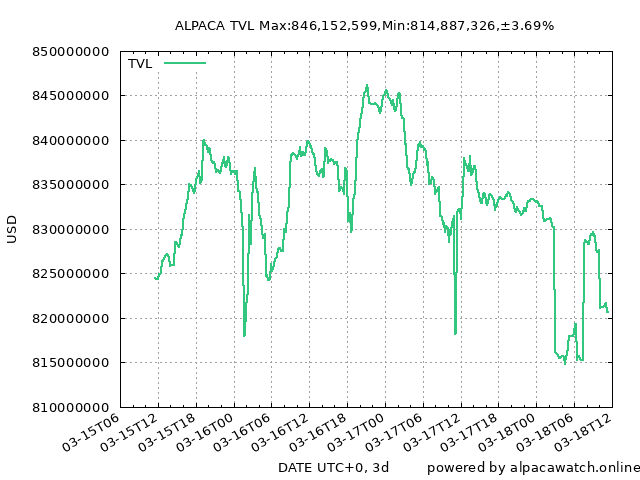 ALPACA TVL Max:846,152,599,Min:814,887,326,±3.69%
850000000
TVL
845000000
840000000
835000000
USD
830000000
825000000
820000000
815000000
810000000
03-15T06
03-15T12
03-15T18
03-16T00
03-16T06
03-16T12
03-16T18
03-17T00
03-17T06
03-17T12
03-17T18
03-18T00
03-18T06
03-18T12
DATE UTC+0, 3d
powered by alpacawatch.online